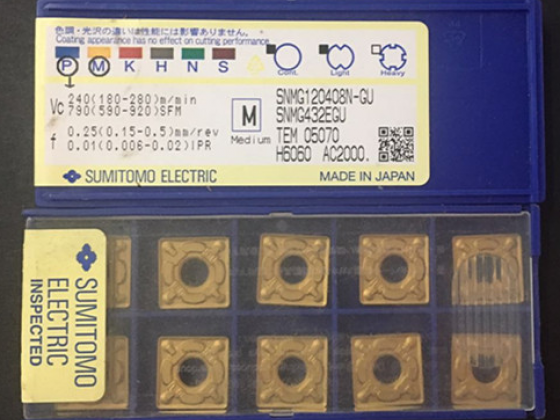 色調・光沢の違いは性能には影響ありません。
Coating appearance has no effect on cutting performance.
P M K H N S
Cont. Light Heavy
Vc 240(180-280)m/min
790(590-920)SFM
f 0.25(0.15-0.5)mm/rev
0.01(0.006-0.02)IPR
M
Medium
SNMG120408N-GU
SNMG432EGU
TEM 05070
H6060 AC2000.
SUMITOMO ELECTRIC
MADE IN JAPAN
SUMITOMO
ELECTRIC
INSPECTED